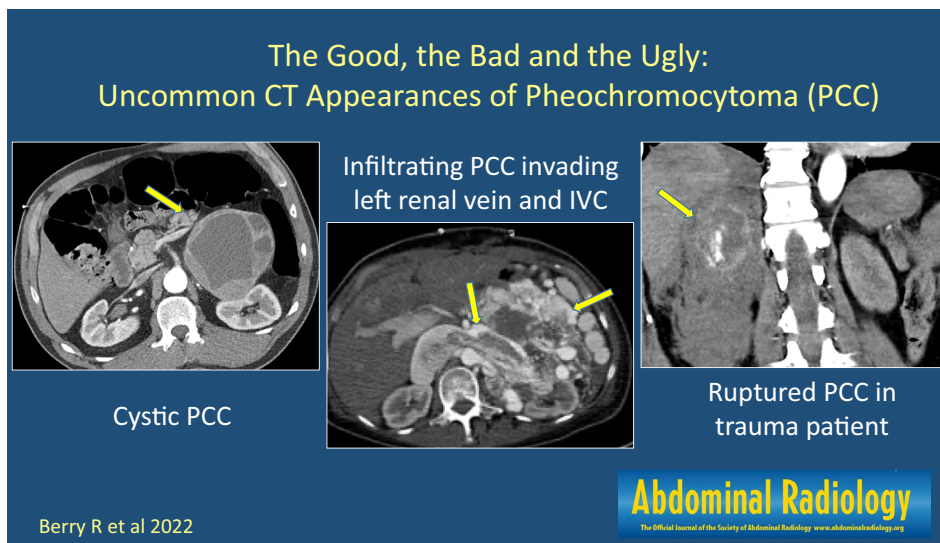 The Good, the Bad and the Ugly:
Uncommon CT Appearances of Pheochromocytoma (PCC)
Infiltrating PCC invading
left renal vein and IVC
Cystic PCC
Ruptured PCC in
trauma patient
Berry R et al 2022
Abdominal Radiology
The Official Journal of the Society of Abdominal Radiology www.abdominalradiology.org